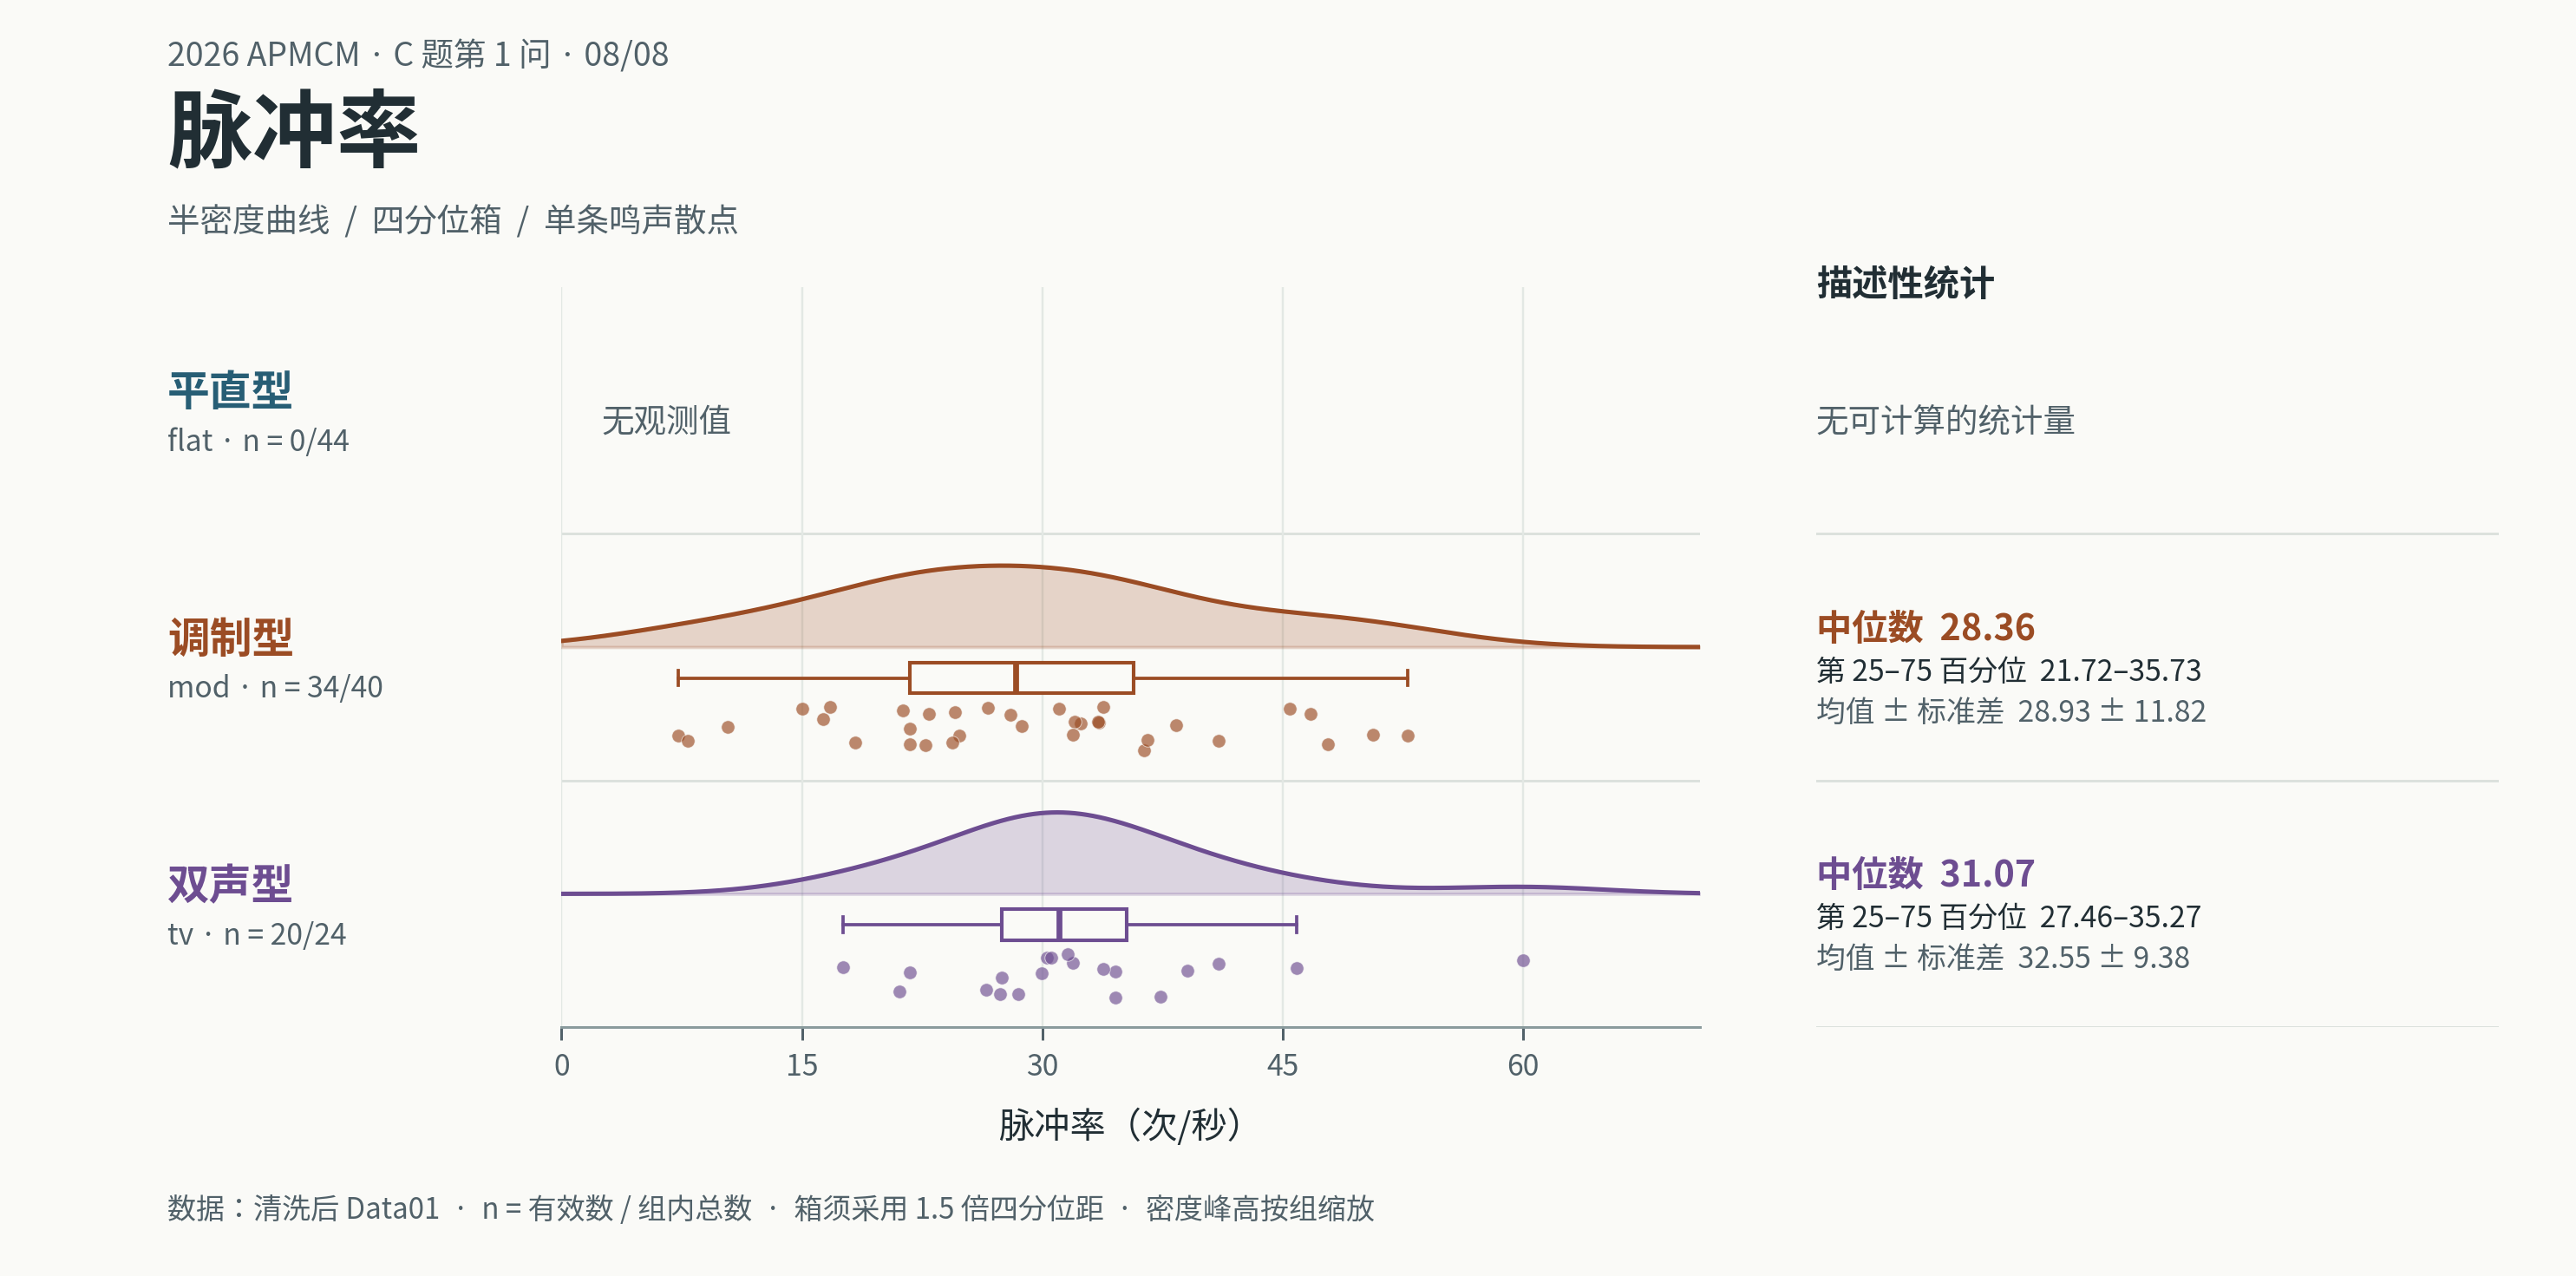 2026 APMCM · C 题第 1 问 · 08/08
脉冲率
半密度曲线 / 四分位箱 / 单条鸣声散点
描述性统计
平直型
flat · n = 0/44
无观测值
无可计算的统计量
调制型
mod · n = 34/40
中位数 28.36
第 25–75 百分位 21.72–35.73
均值 ± 标准差 28.93 ± 11.82
双声型
tv · n = 20/24
中位数 31.07
第 25–75 百分位 27.46–35.27
均值 ± 标准差 32.55 ± 9.38
0 15 30 45 60
脉冲率（次/秒）
数据：清洗后 Data01 · n = 有效数 / 组内总数 · 箱须采用 1.5 倍四分位距 · 密度峰高按组缩放